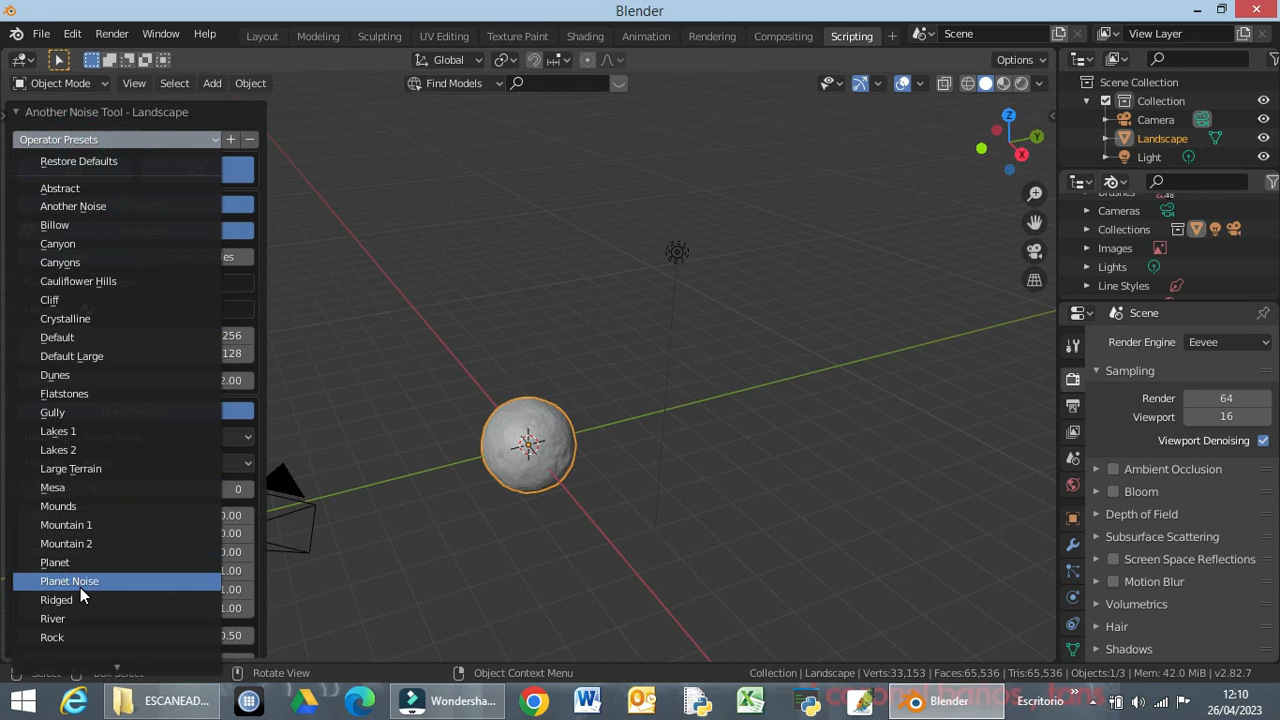 Blender
File Edit Render Window Help
Layout Modeling Sculpting UV Editing Texture Paint Shading Animation Rendering Compositing Scripting
Scene
View Layer
Global
Options
Object Mode View Select Add Object
Find Models
Another Noise Tool - Landscape
Operator Presets
Restore Defaults
Abstract
Another Noise
Billow
Canyon
Canyons
Cauliflower Hills
Cliff
Crystalline
Default
Default Large
Dunes
Flatstones
Gully
Lakes 1
Lakes 2
Large Terrain
Mesa
Mounds
Mountain 1
Mountain 2
Planet
Planet Noise
Ridged
River
Rock
256
128
2.00
0
0.00
0.00
0.00
1.00
1.00
1.00
0.50
X
Y
Z
Scene Collection
Collection
Camera
Landscape
Light
Brushes
Cameras
Collections
Images
Lights
Line Styles
Scene
Render Engine Eevee
Sampling
Render 64
Viewport 16
Viewport Denoising
Ambient Occlusion
Bloom
Depth of Field
Subsurface Scattering
Screen Space Reflections
Motion Blur
Volumetrics
Hair
Shadows
Select Box Select Rotate View Object Context Menu
Collection | Landscape | Verts:33,153 | Faces:65,536 | Tris:65,536 | Objects:1/3 | Mem: 42.0 MiB | v2.82.7
ESCANEAD...
Wondersha...
Blender
Escritorio
12:10
26/04/2023